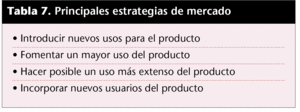 Tabla 7. Principales estrategias de mercado
• Introducir nuevos usos para el producto
• Fomentar un mayor uso del producto
• Hacer posible un uso más extenso del producto
• Incorporar nuevos usuarios del producto